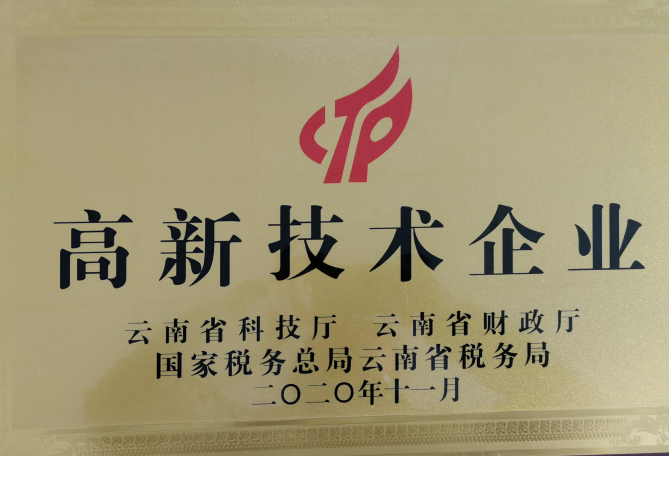 高新技术企业
云南省科技厅 云南省财政厅
国家税务总局云南省税务局
二〇二〇年十一月